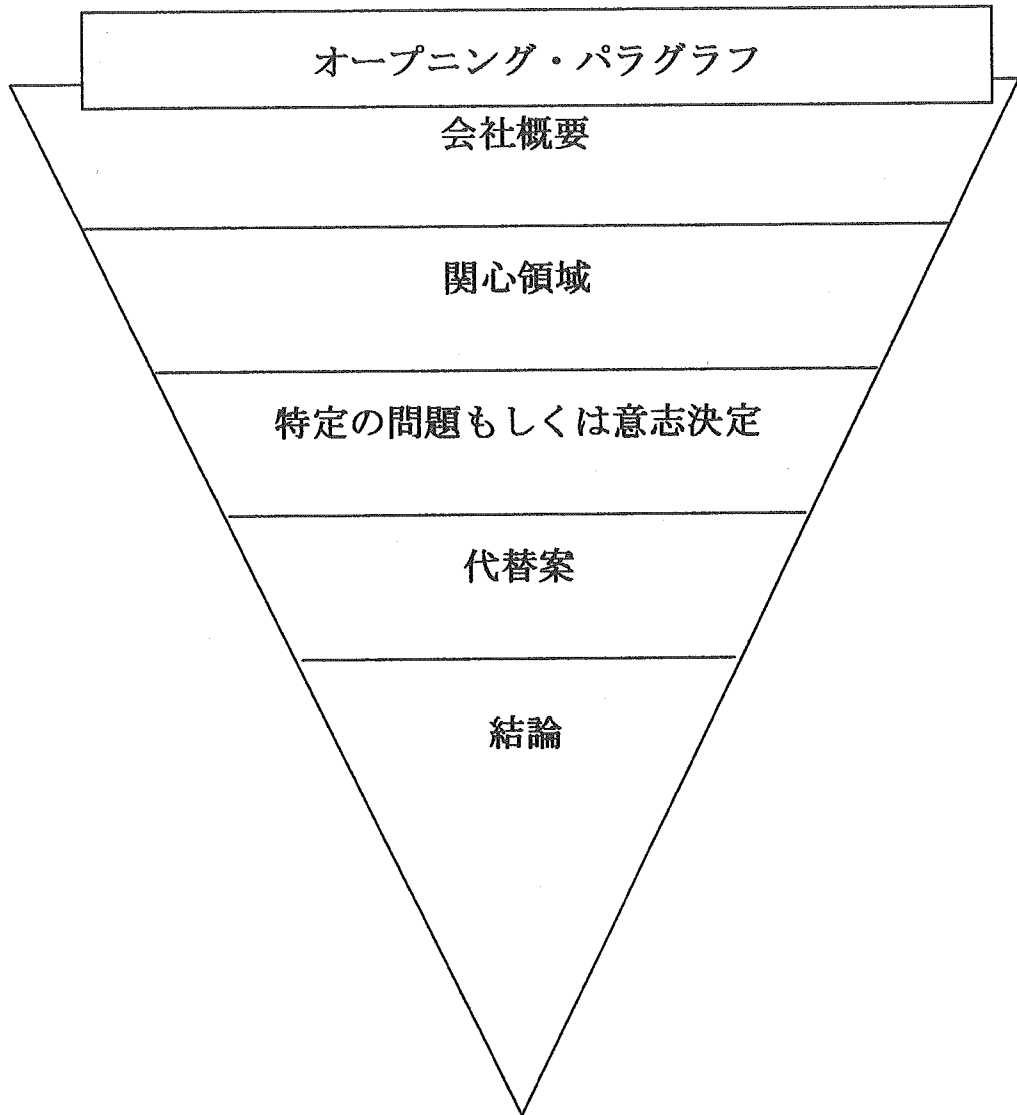 オープニング・パラグラフ
会社概要
関心領域
特定の問題もしくは意志決定
代替案
結論